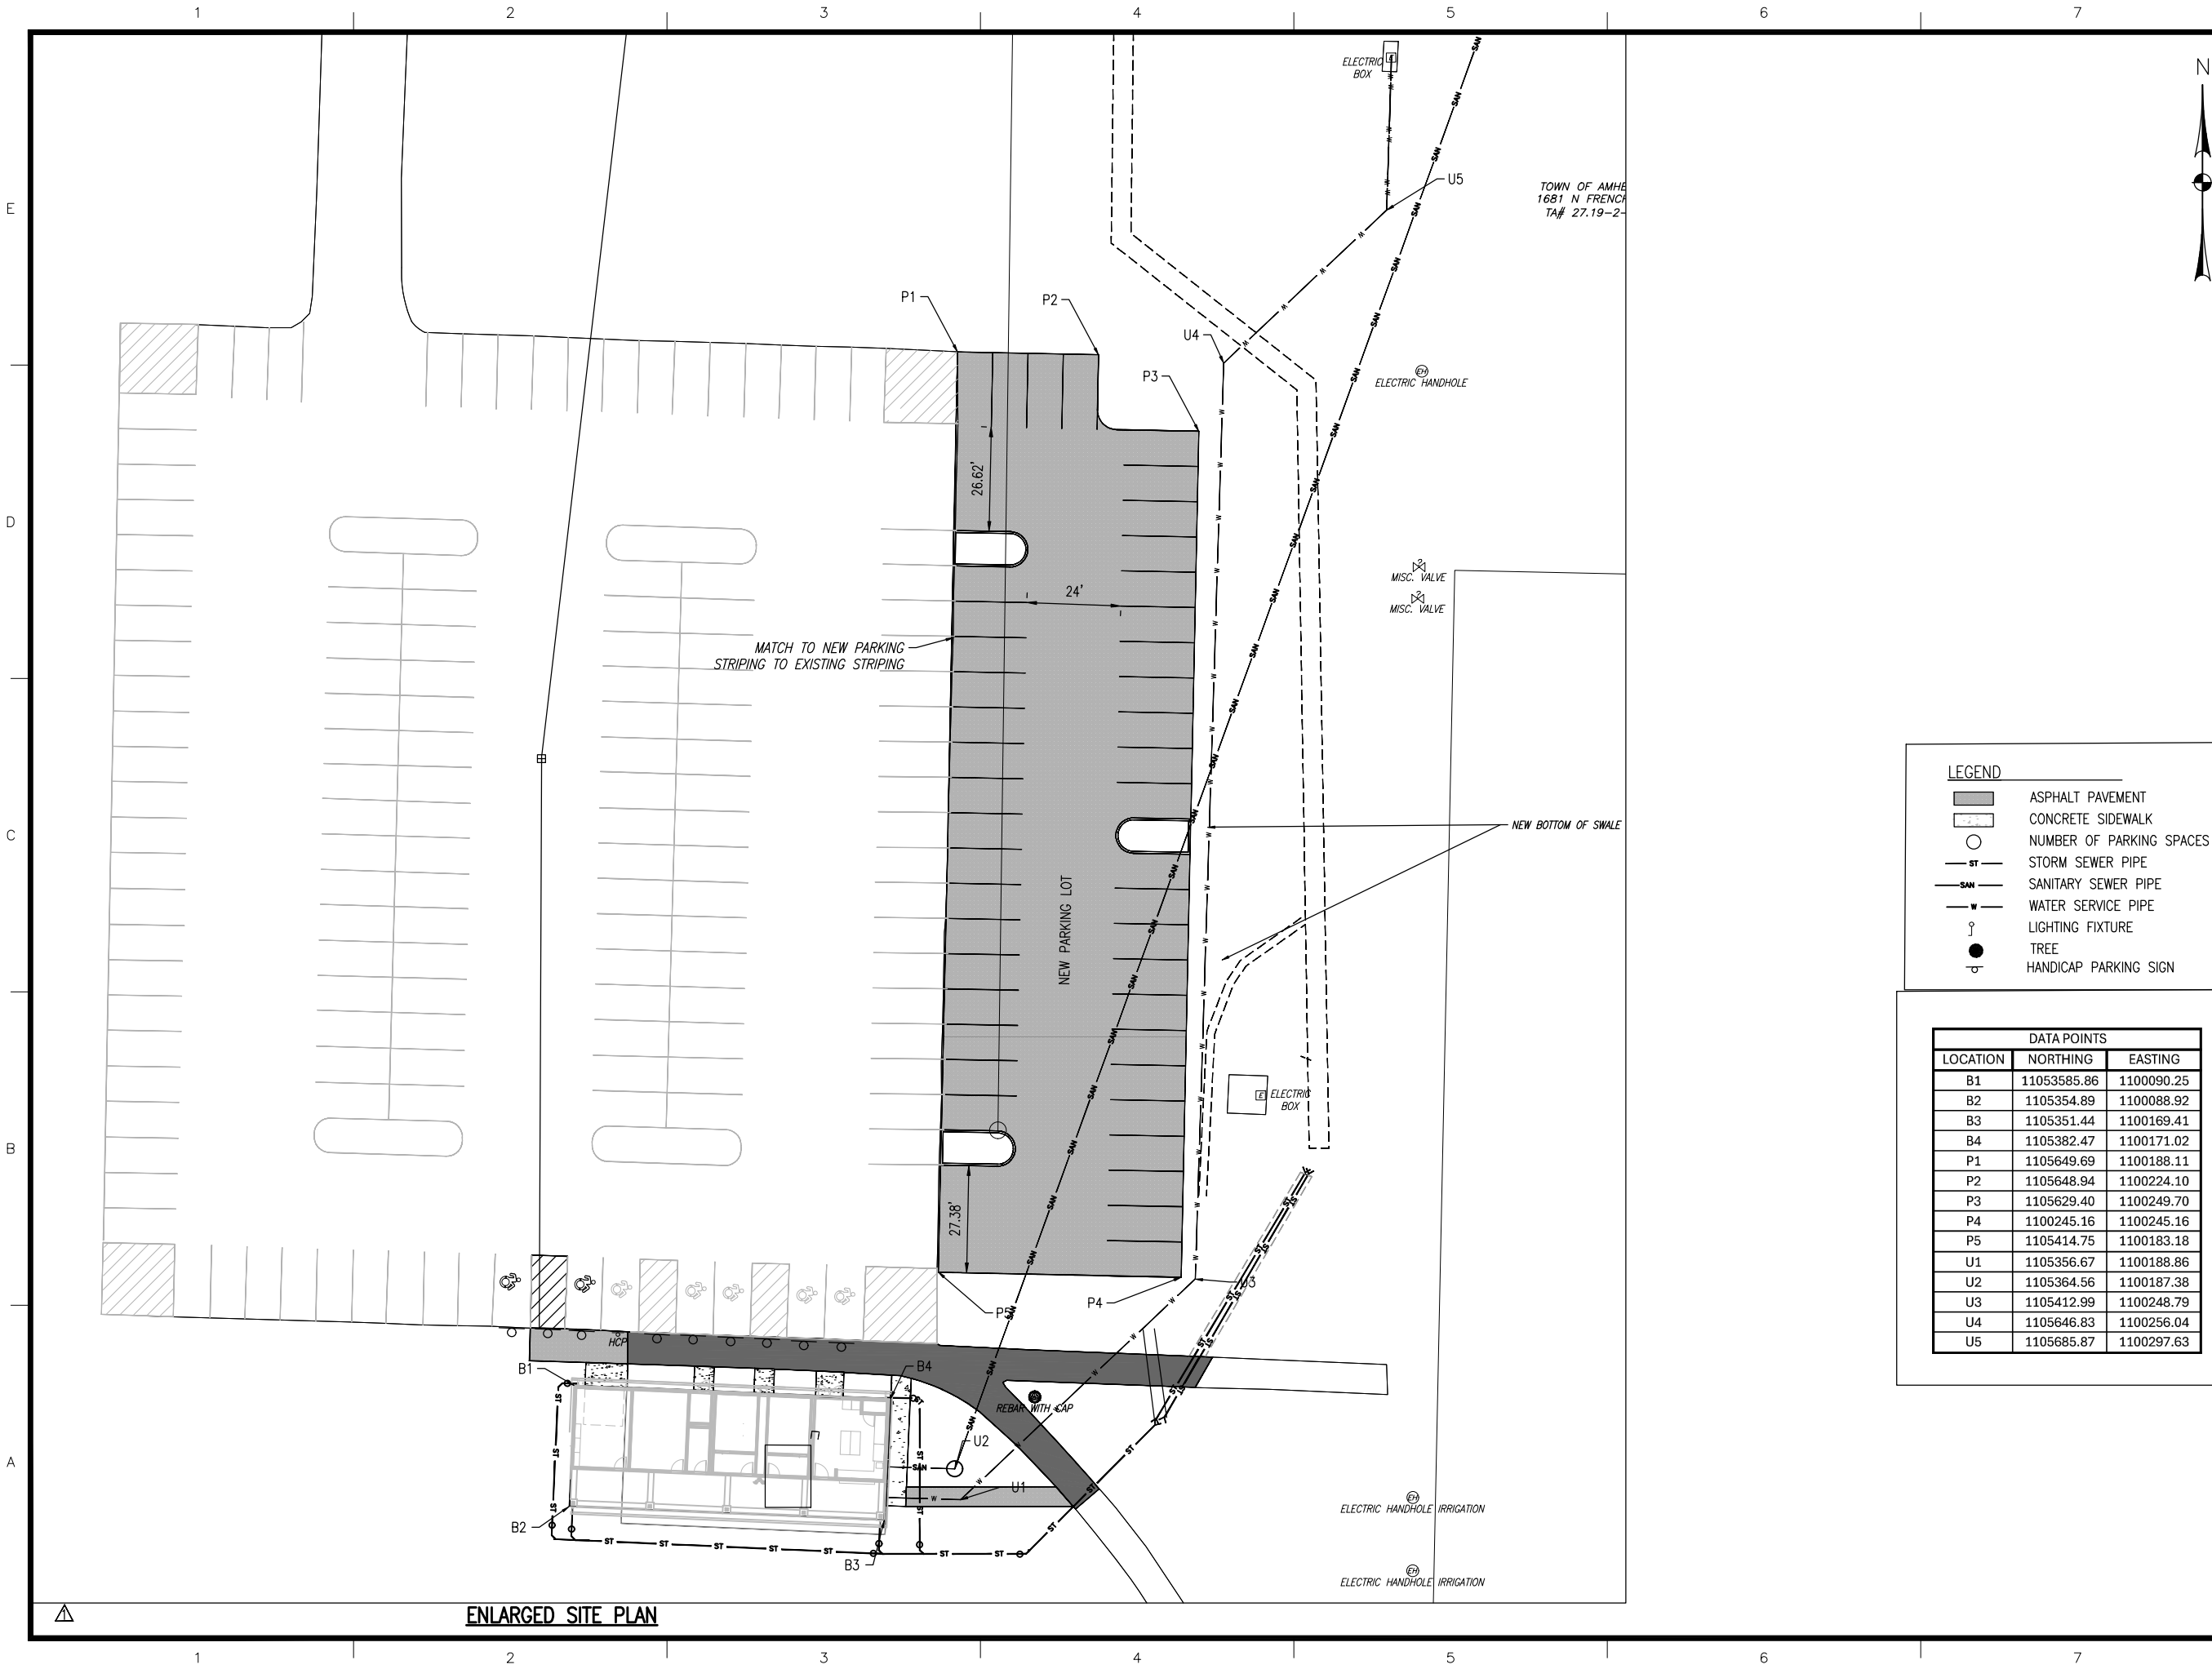 1 2 3 4 5 6 7
N
ELECTRIC
BOX
E
U5
TOWN OF AMHE
1681 N FRENCH
TA# 27.19-2-
E
P1
P2
U4
P3
EH
ELECTRIC HANDHOLE
26.62'
D
MISC. VALVE
24'
MISC. VALVE
MATCH TO NEW PARKING
STRIPING TO EXISTING STRIPING
LEGEND
ASPHALT PAVEMENT
CONCRETE SIDEWALK
NUMBER OF PARKING SPACES
ST STORM SEWER PIPE
SAN SANITARY SEWER PIPE
W WATER SERVICE PIPE
LIGHTING FIXTURE
TREE
HANDICAP PARKING SIGN
C
NEW BOTTOM OF SWALE
NEW PARKING LOT
DATA POINTS
LOCATION NORTHING EASTING
B1 11053585.86 1100090.25
B2 1105354.89 1100088.92
B3 1105351.44 1100169.41
B4 1105382.47 1100171.02
P1 1105649.69 1100188.11
P2 1105648.94 1100224.10
P3 1105629.40 1100249.70
P4 1100245.16 1100245.16
P5 1105414.75 1100183.18
U1 1105356.67 1100188.86
U2 1105364.56 1100187.38
U3 1105412.99 1100248.79
U4 1105646.83 1100256.04
U5 1105685.87 1100297.63
E
ELECTRIC
BOX
B
27.38'
U3
P5
P4
HCP
B1
B4
REBAR WITH CAP
U2
A
U1
EH
ELECTRIC HANDHOLE IRRIGATION
B2
B3
EH
ELECTRIC HANDHOLE IRRIGATION
1
ENLARGED SITE PLAN
1 2 3 4 5 6 7